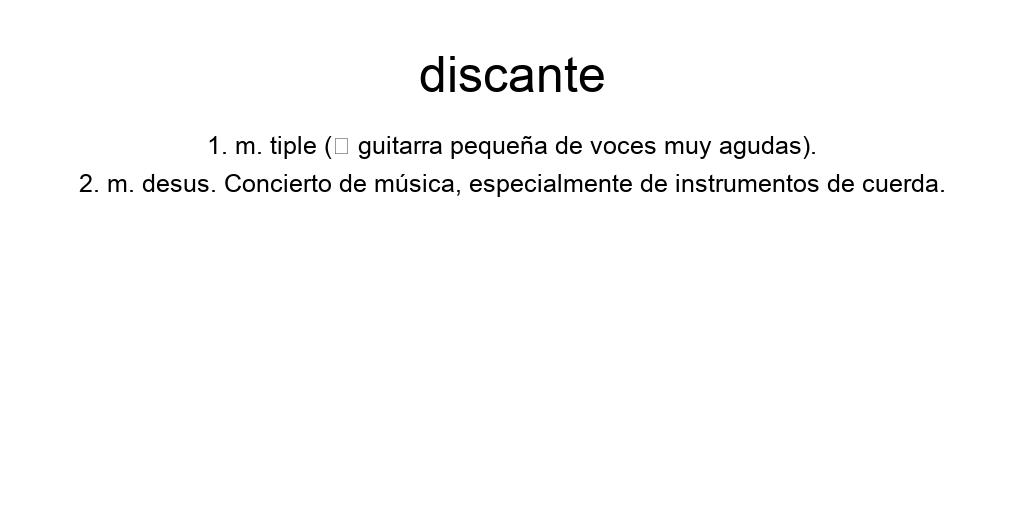 discante
1. m. tiple (□ guitarra pequeña de voces muy agudas).
2. m. desus. Concierto de música, especialmente de instrumentos de cuerda.